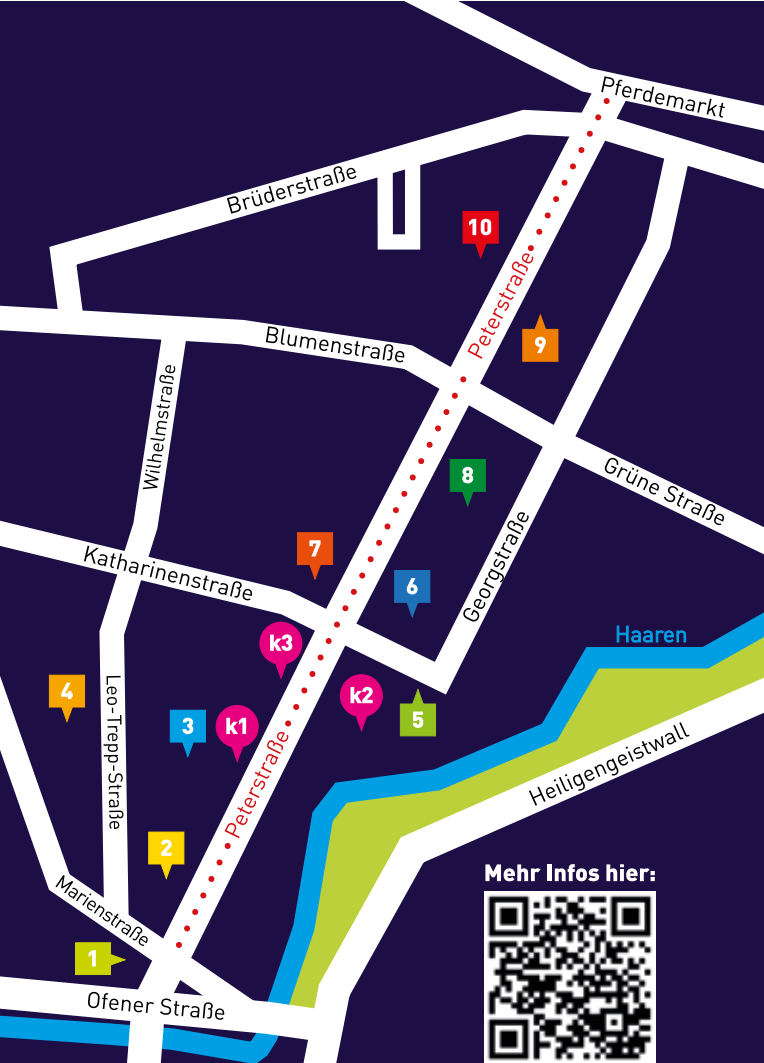 Pferdemarkt
Brüderstraße
10
Peterstraße
9
Blumenstraße
Wilhelmstraße
8
Grüne Straße
7
Katharinenstraße
6
Georgstraße
Haaren
k3
4
k2
Leo-Trepp-Straße
3
k1
5
Peterstraße
Heiligengeistwall
2
Mehr Infos hier:
Marienstraße
1
Ofener Straße